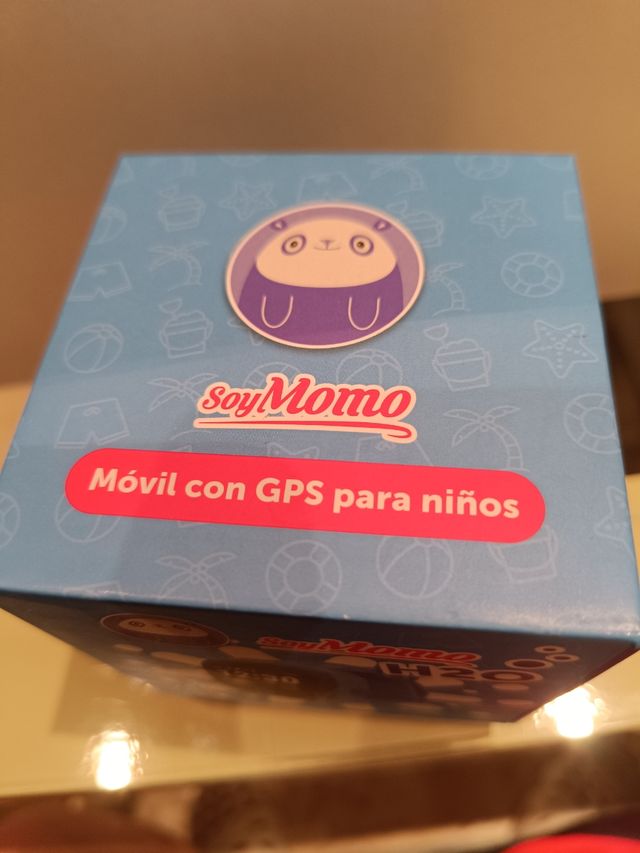 SoyMomo
Móvil con GPS para niños
SoyMomo
H2O
12:30